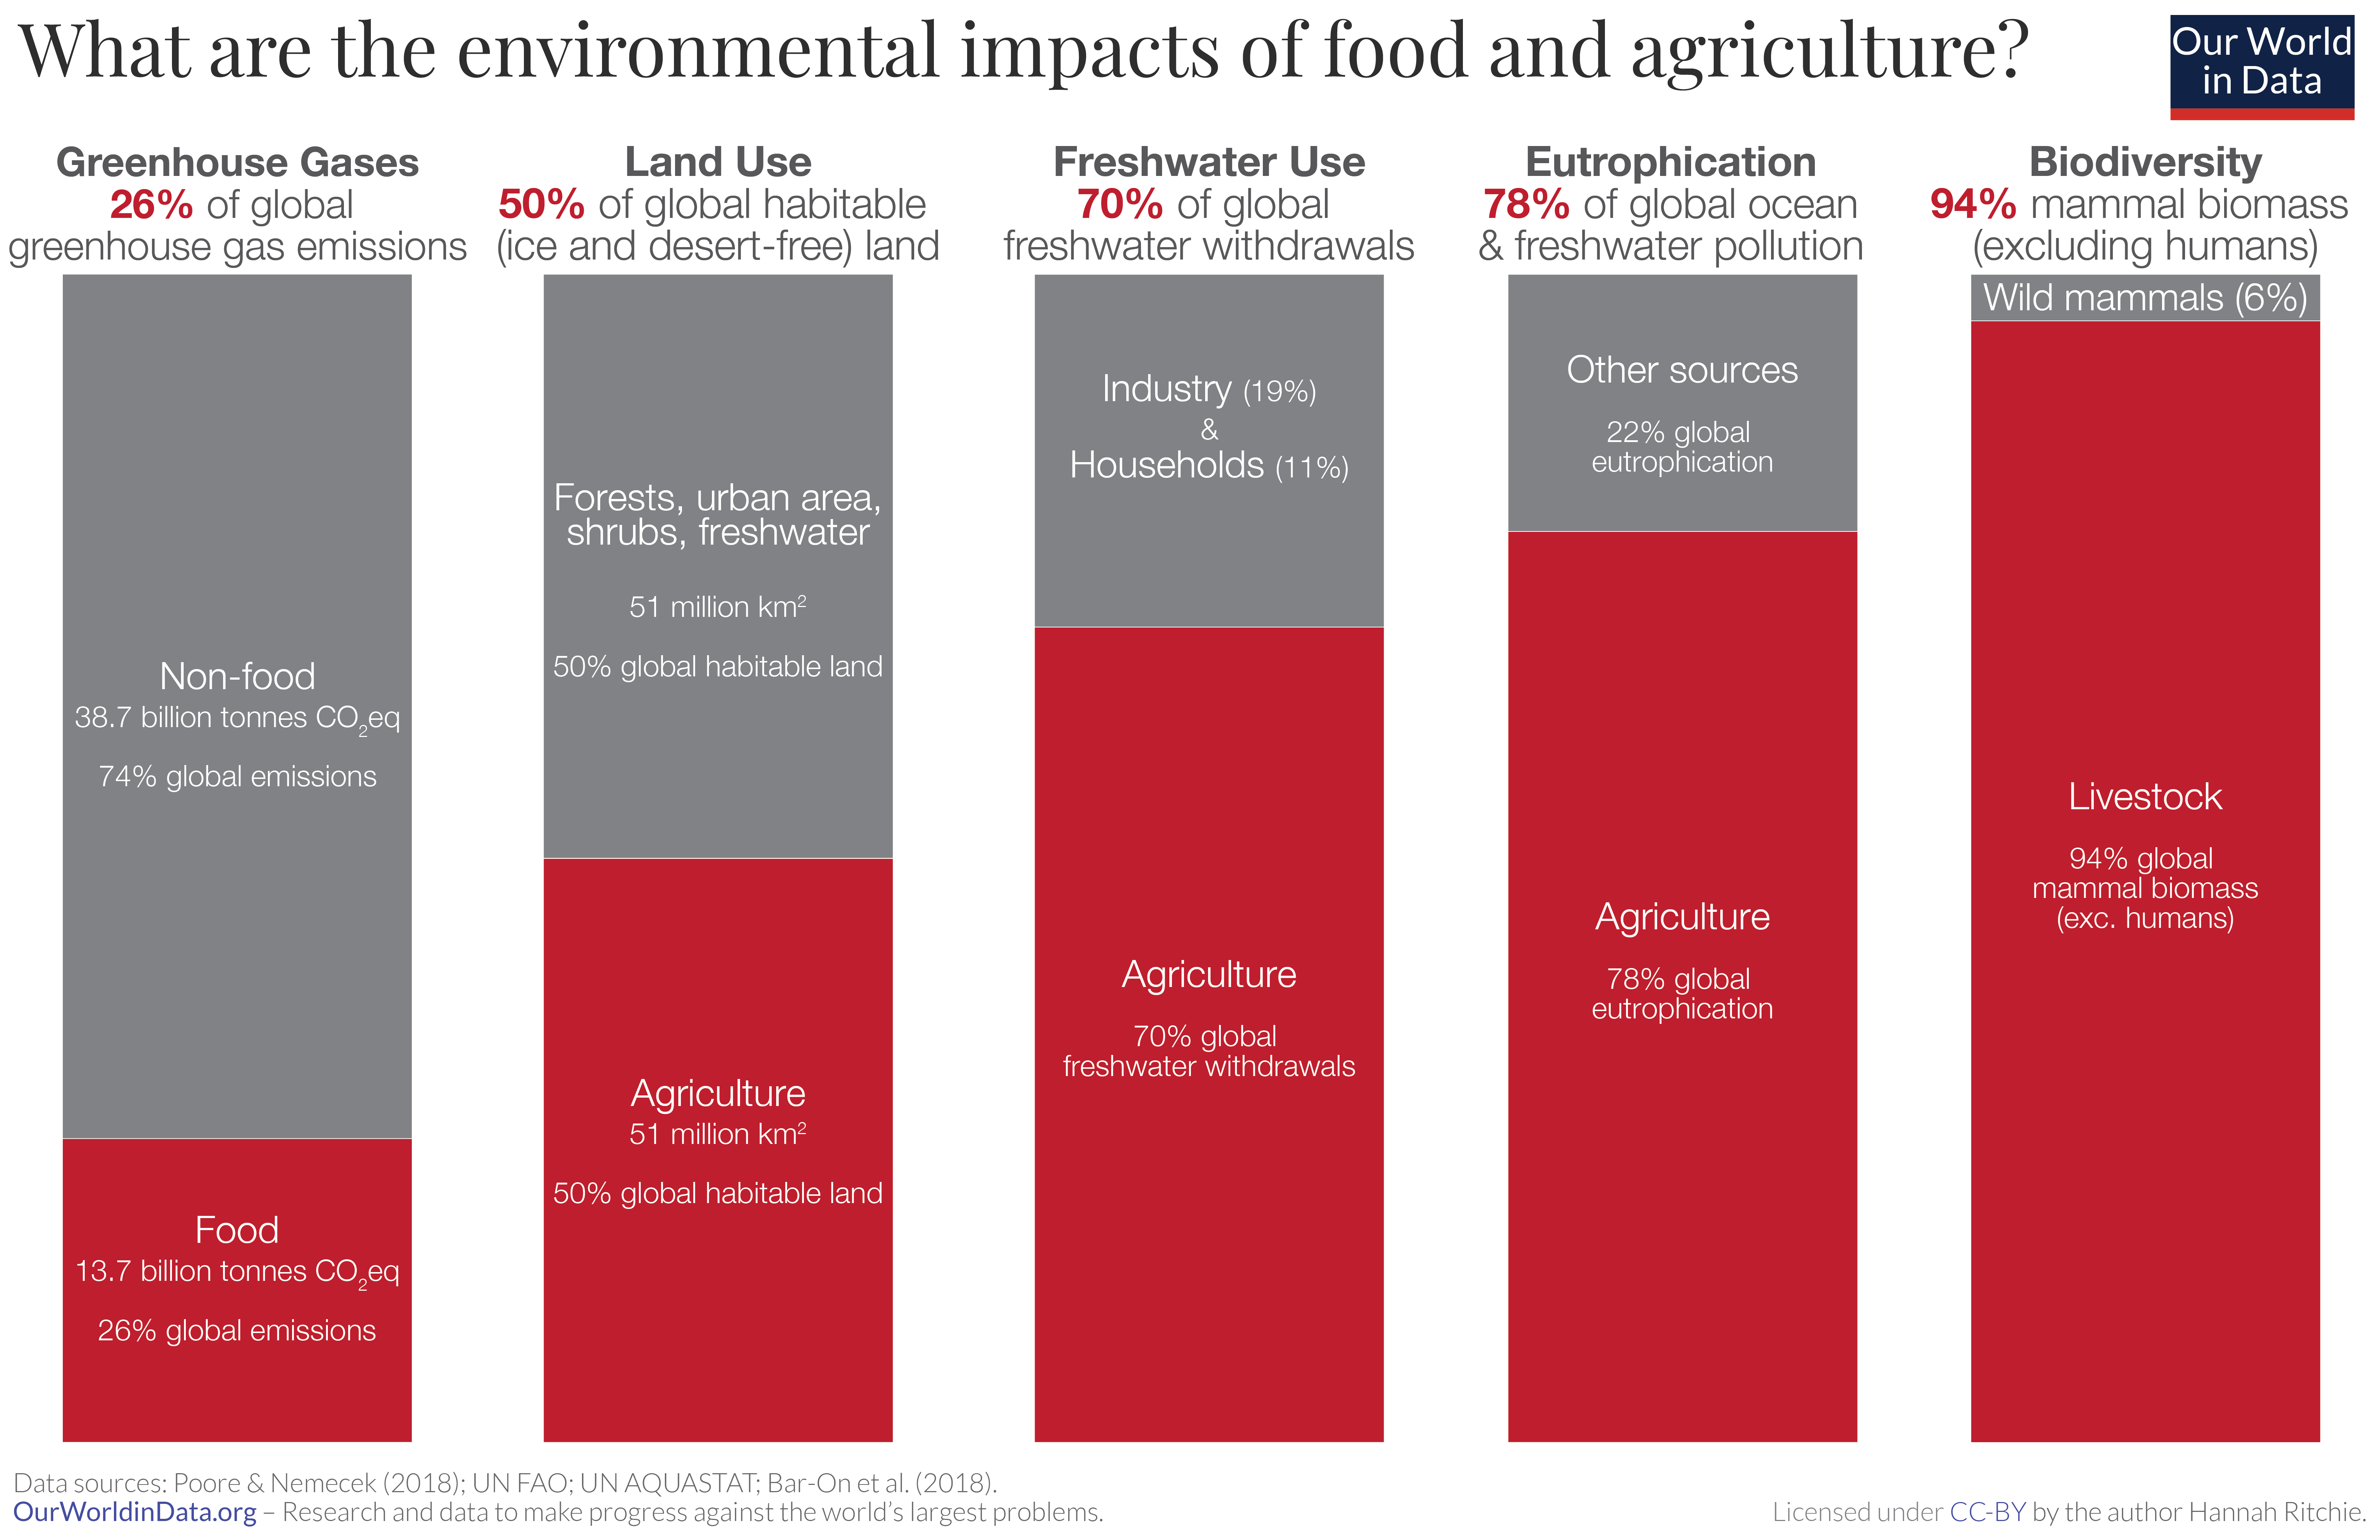 What are the environmental impacts of food and agriculture?
Our World
in Data
Greenhouse Gases
26% of global
greenhouse gas emissions
Non-food
38.7 billion tonnes CO₂eq
74% global emissions
Food
13.7 billion tonnes CO₂eq
26% global emissions
Land Use
50% of global habitable
(ice and desert-free) land
Forests, urban area,
shrubs, freshwater
51 million km²
50% global habitable land
Agriculture
51 million km²
50% global habitable land
Freshwater Use
70% of global
freshwater withdrawals
Industry (19%)
&
Households (11%)
Agriculture
70% global
freshwater withdrawals
Eutrophication
78% of global ocean
& freshwater pollution
Other sources
22% global
eutrophication
Agriculture
78% global
eutrophication
Biodiversity
94% mammal biomass
(excluding humans)
Wild mammals (6%)
Livestock
94% global
mammal biomass
(exc. humans)
Data sources: Poore & Nemecek (2018); UN FAO; UN AQUASTAT; Bar-On et al. (2018).
OurWorldinData.org – Research and data to make progress against the world's largest problems.
Licensed under CC-BY by the author Hannah Ritchie.